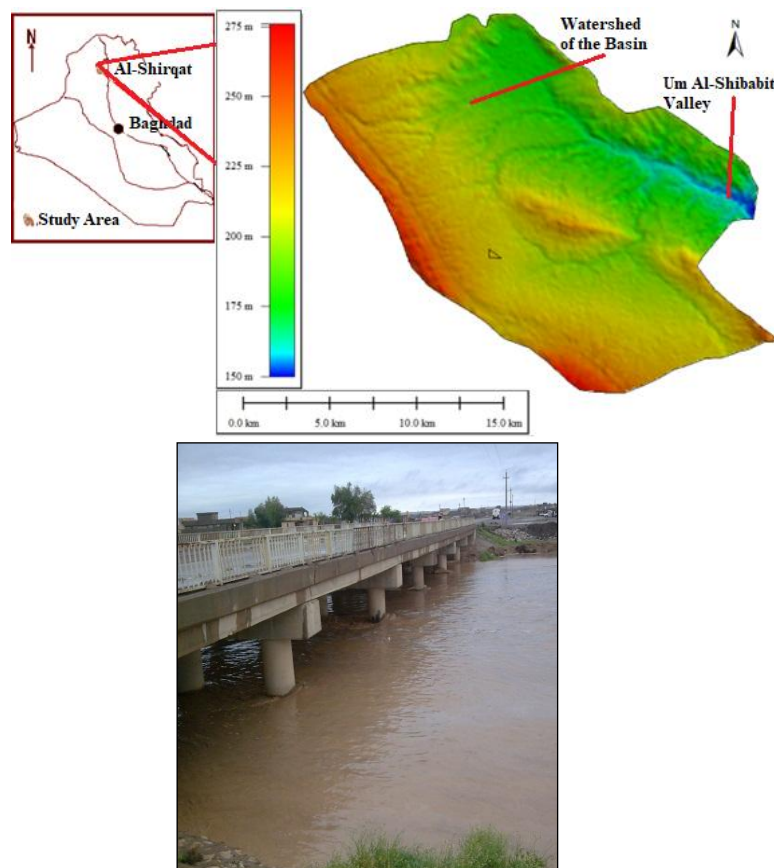 N
Al-Shirqat
Baghdad
Study Area
275 m
250 m
200 m
175 m
150 m
0.0 km 5.0 km 10.0 km 15.0 km
Watershed
of the Basin
N
Um Al-Shibabit
Valley